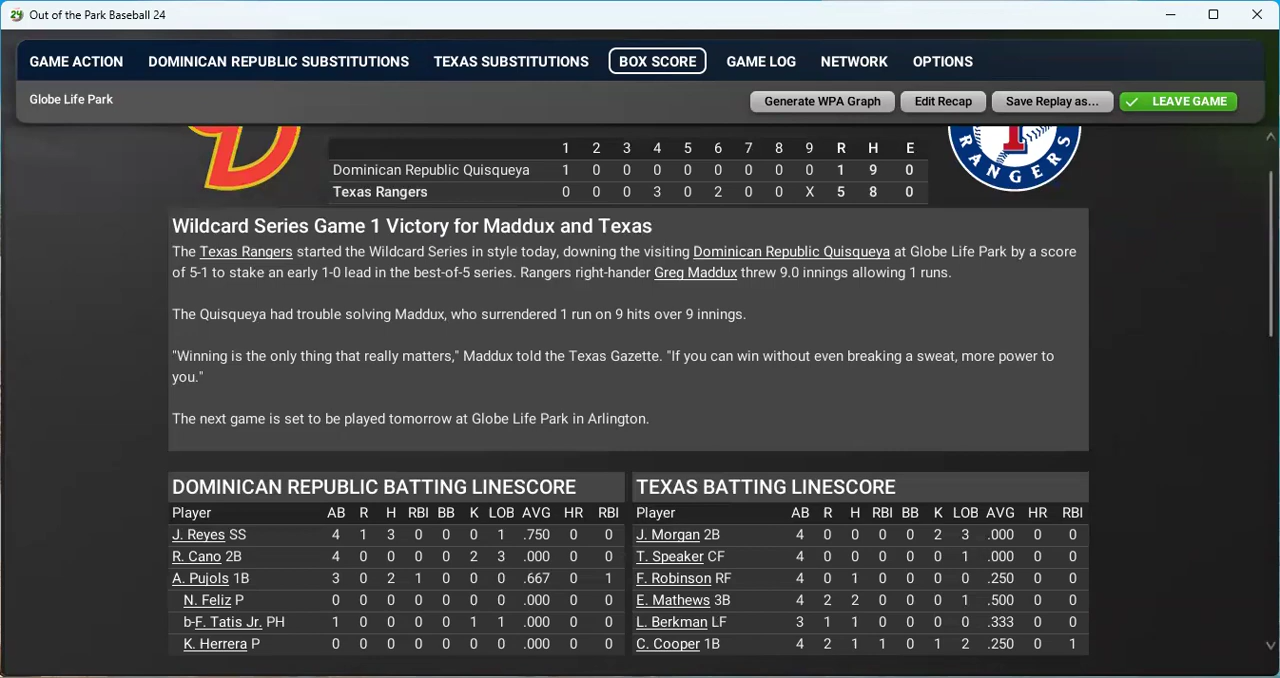 24 Out of the Park Baseball 24
GAME ACTION DOMINICAN REPUBLIC SUBSTITUTIONS TEXAS SUBSTITUTIONS BOX SCORE GAME LOG NETWORK OPTIONS
Globe Life Park Generate WPA Graph Edit Recap Save Replay as... LEAVE GAME
D
T RANGERS
1 2 3 4 5 6 7 8 9 R H E
Dominican Republic Quisqueya 1 0 0 0 0 0 0 0 0 1 9 0
Texas Rangers 0 0 0 3 0 2 0 0 X 5 8 0
Wildcard Series Game 1 Victory for Maddux and Texas
The Texas Rangers started the Wildcard Series in style today, downing the visiting Dominican Republic Quisqueya at Globe Life Park by a score
of 5-1 to stake an early 1-0 lead in the best-of-5 series. Rangers right-hander Greg Maddux threw 9.0 innings allowing 1 runs.
The Quisqueya had trouble solving Maddux, who surrendered 1 run on 9 hits over 9 innings.
"Winning is the only thing that really matters," Maddux told the Texas Gazette. "If you can win without even breaking a sweat, more power to
you."
The next game is set to be played tomorrow at Globe Life Park in Arlington.
DOMINICAN REPUBLIC BATTING LINESCORE
Player AB R H RBI BB K LOB AVG HR RBI
J. Reyes SS 4 1 3 0 0 0 1 .750 0 0
R. Cano 2B 4 0 0 0 0 2 3 .000 0 0
A. Pujols 1B 3 0 2 1 0 0 0 .667 0 1
N. Feliz P 0 0 0 0 0 0 0 .000 0 0
b-F. Tatis Jr. PH 1 0 0 0 0 1 1 .000 0 0
K. Herrera P 0 0 0 0 0 0 0 .000 0 0
TEXAS BATTING LINESCORE
Player AB R H RBI BB K LOB AVG HR RBI
J. Morgan 2B 4 0 0 0 0 2 3 .000 0 0
T. Speaker CF 4 0 0 0 0 0 1 .000 0 0
F. Robinson RF 4 0 1 0 0 0 0 .250 0 0
E. Mathews 3B 4 2 2 0 0 0 1 .500 0 0
L. Berkman LF 3 1 1 0 0 0 0 .333 0 0
C. Cooper 1B 4 2 1 1 0 1 2 .250 0 1